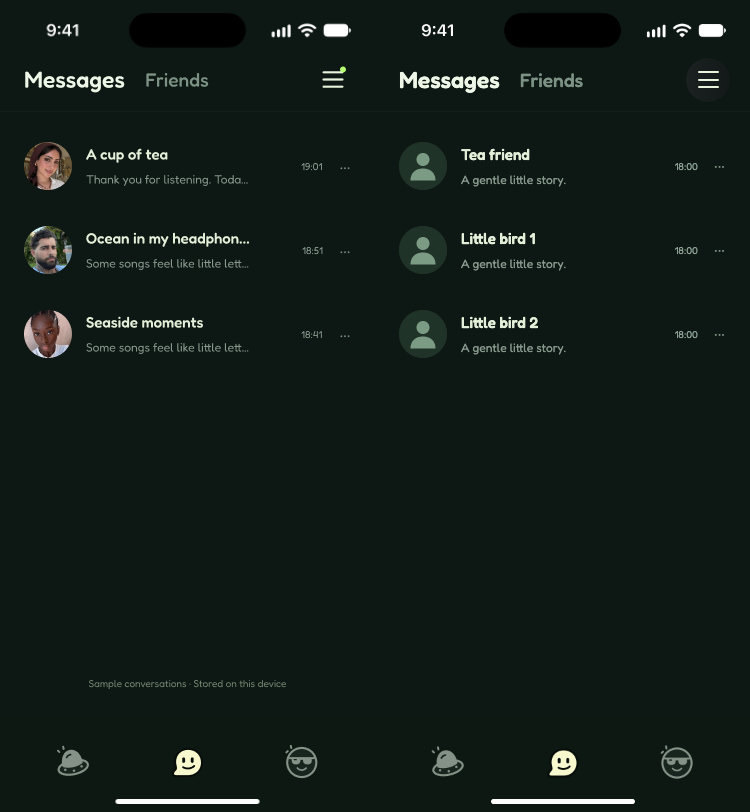 9:41
Messages Friends
A cup of tea
Thank you for listening. Toda...
19:01
Ocean in my headphon...
Some songs feel like little lett...
18:51
Seaside moments
Some songs feel like little lett...
18:41
Sample conversations · Stored on this device
9:41
Messages Friends
Tea friend
A gentle little story.
18:00
Little bird 1
A gentle little story.
18:00
Little bird 2
A gentle little story.
18:00